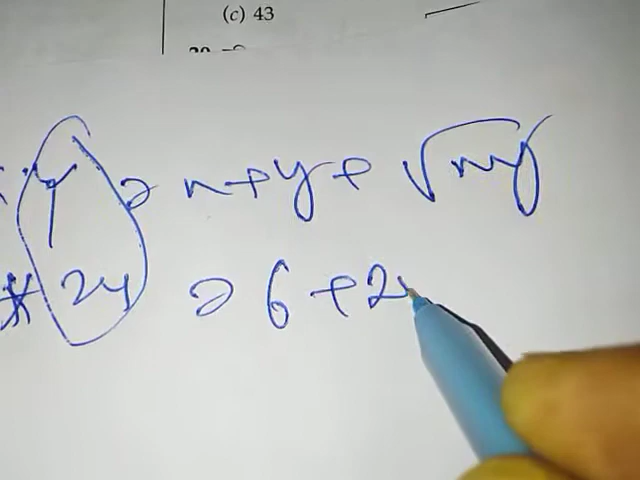 (c) 43
* y = x + y + √xy
* 24 = 6 + 2